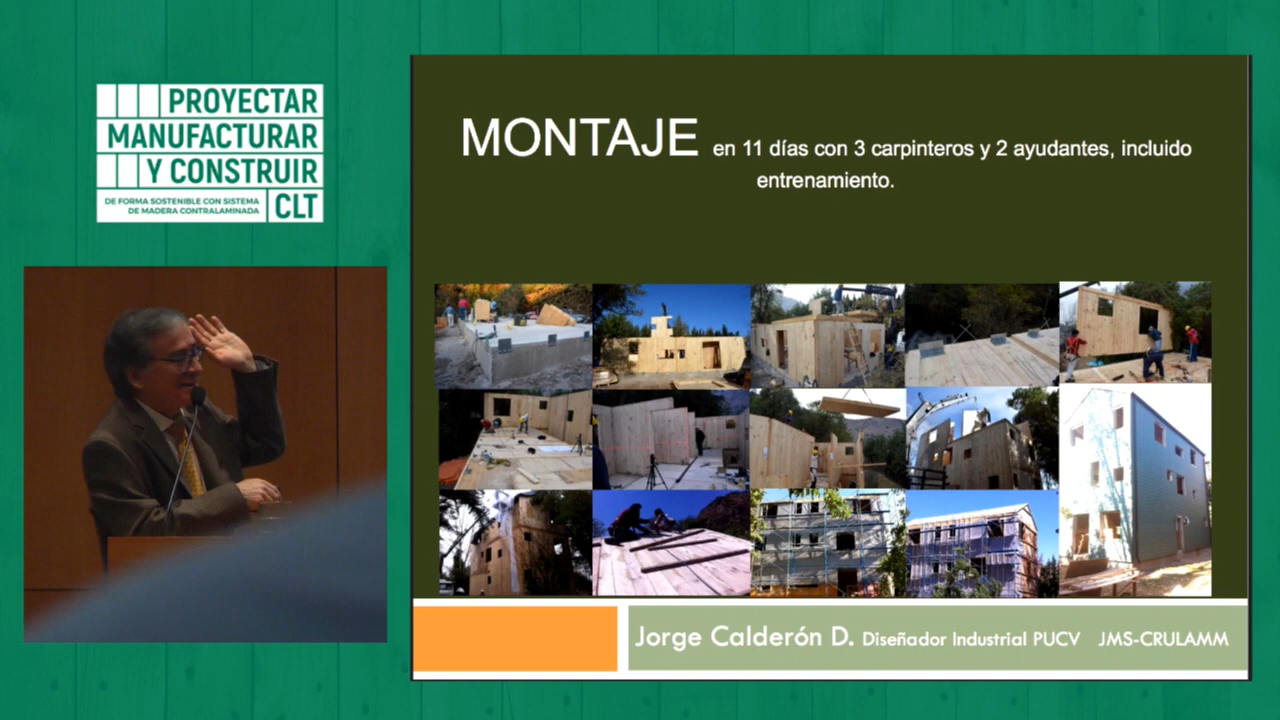 PROYECTAR
MANUFACTURAR
Y CONSTRUIR
DE FORMA SOSTENIBLE CON SISTEMA
DE MADERA CONTRALAMINADA
CLT
MONTAJE en 11 días con 3 carpinteros y 2 ayudantes, incluido
entrenamiento.
Jorge Calderón D. Diseñador Industrial PUCV JMS-CRULAMM